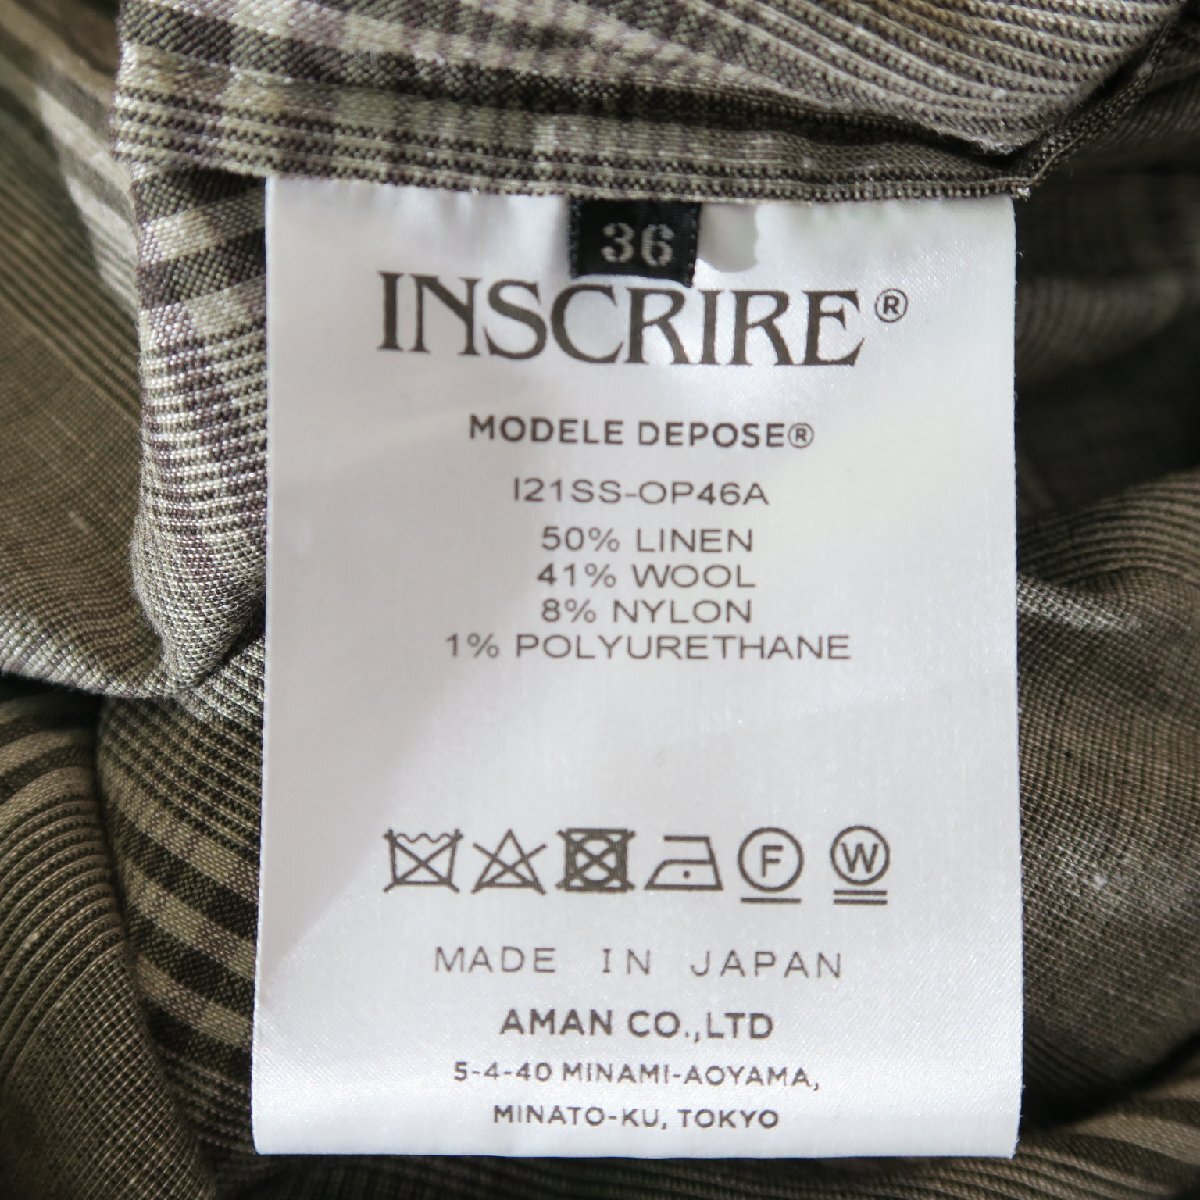 36
INSCRIRE®
MODELE DEPOSE®
I21SS-OP46A
50% LINEN
41% WOOL
8% NYLON
1% POLYURETHANE
F W
MADE IN JAPAN
AMAN CO.,LTD
5-4-40 MINAMI-AOYAMA,
MINATO-KU, TOKYO